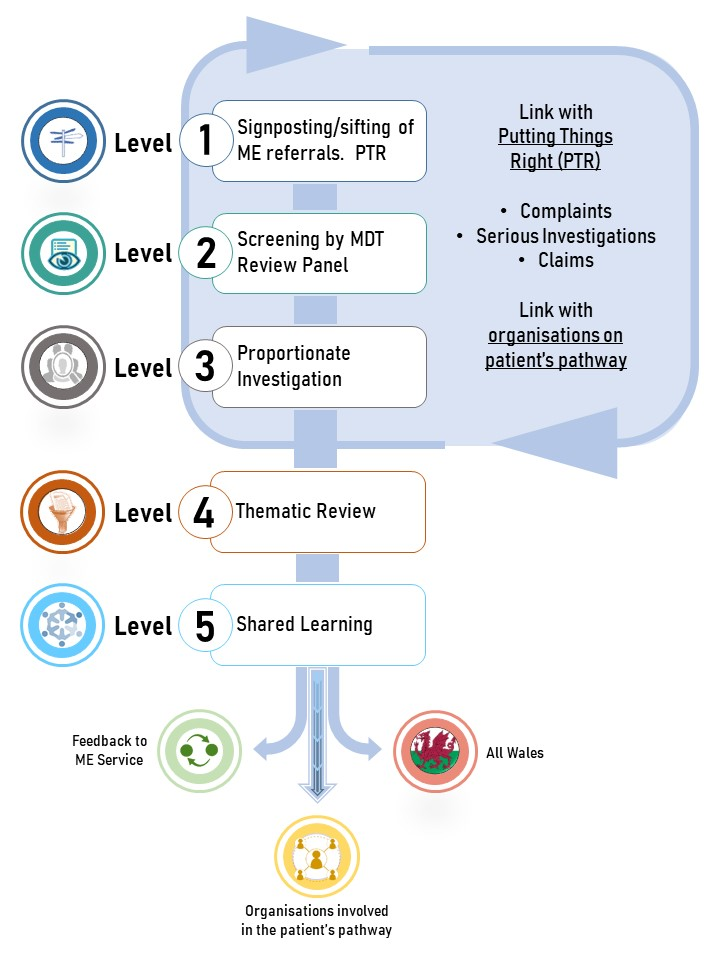 Level 1 Signposting/sifting of
ME referrals. PTR
Level 2 Screening by MDT
Review Panel
Level 3 Proportionate
Investigation
Link with
Putting Things
Right (PTR)
• Complaints
• Serious Investigations
• Claims
Link with
organisations on
patient's pathway
Level 4 Thematic Review
Level 5 Shared Learning
Feedback to
ME Service
All Wales
Organisations involved
in the patient's pathway